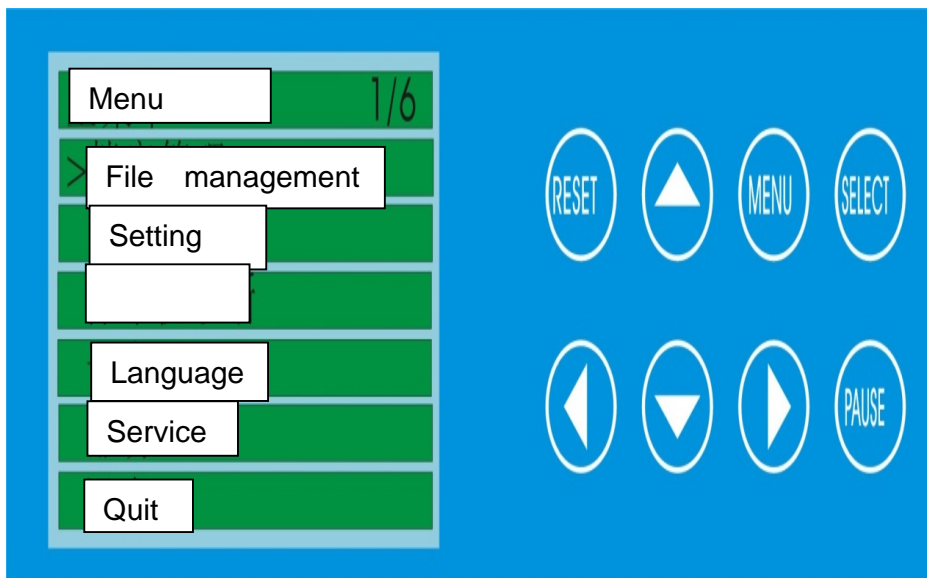 Menu 1/6
> File management
Setting
Language
Service
Quit
RESET MENU SELECT
PAUSE